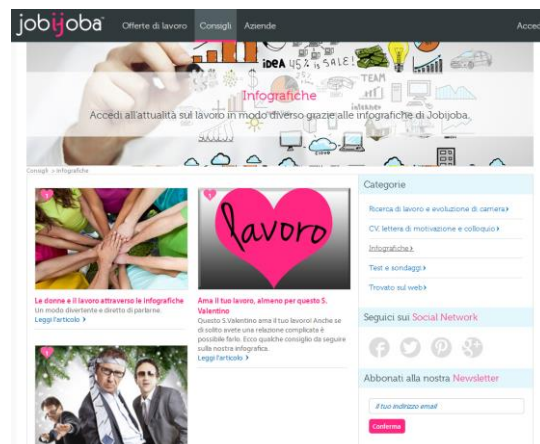 jobijoba
Offerte di lavoro
Consigli
Aziende
Acced
IDEA 45% is SALE!
TEAM
Infografiche
Accedi all'attualità sul lavoro in modo diverso grazie alle infografiche di Jobijoba.
Consigli > Infografiche
lavoro
Le donne e il lavoro attraverso le infografiche
Un modo divertente e diretto di parlarne.
Leggi l'articolo >
Ama il tuo lavoro, almeno per questo S.
Valentino
Questo S.Valentino ama il tuo lavoro! Anche se
di solito avete una relazione complicata è
possibile farlo. Ecco qualche consiglio da seguire
sulla nostra infografica.
Leggi l'articolo >
Categorie
Ricerca di lavoro e evoluzione di carriera >
CV, lettera di motivazione e colloquio >
Infografiche >
Test e sondaggi >
Trovato sul web >
Seguici sui Social Network
Abbonati alla nostra Newsletter
il tuo indirizzo email
Conferma